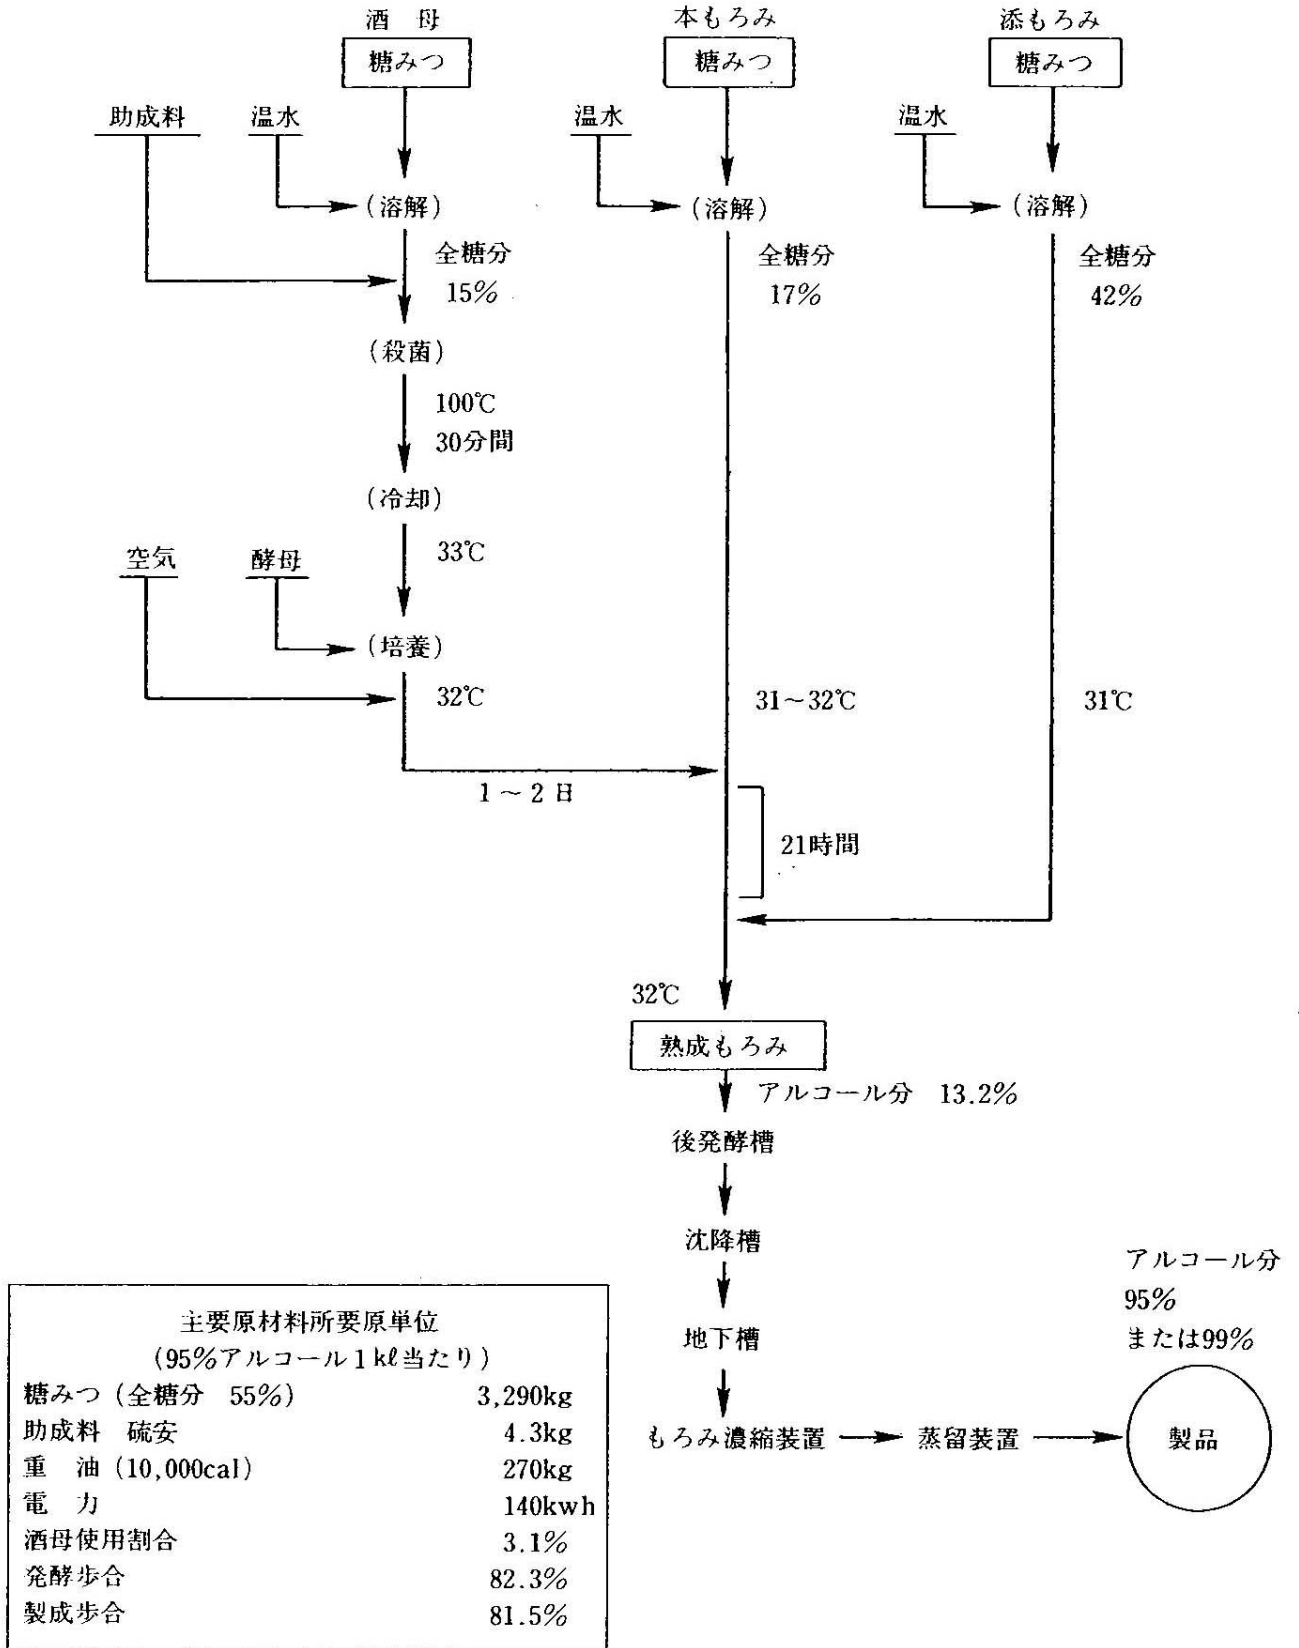 酒 母
本もろみ
添もろみ
糖みつ
糖みつ
糖みつ
助成料
温水
温水
温水
(溶解)
(溶解)
(溶解)
全糖分
15%
全糖分
17%
全糖分
42%
(殺菌)
100℃
30分間
(冷却)
33℃
空気
酵母
(培養)
32℃
31~32℃
31℃
1~2日
21時間
32℃
熟成もろみ
アルコール分 13.2%
後発酵槽
沈降槽
地下槽
もろみ濃縮装置
蒸留装置
アルコール分
95%
または99%
製品
主要原材料所要原単位
(95%アルコール1kℓ当たり)
糖みつ(全糖分 55%) 3,290kg
助成料 硫安 4.3kg
重 油(10,000cal) 270kg
電 力 140kwh
酒母使用割合 3.1%
発酵歩合 82.3%
製成歩合 81.5%